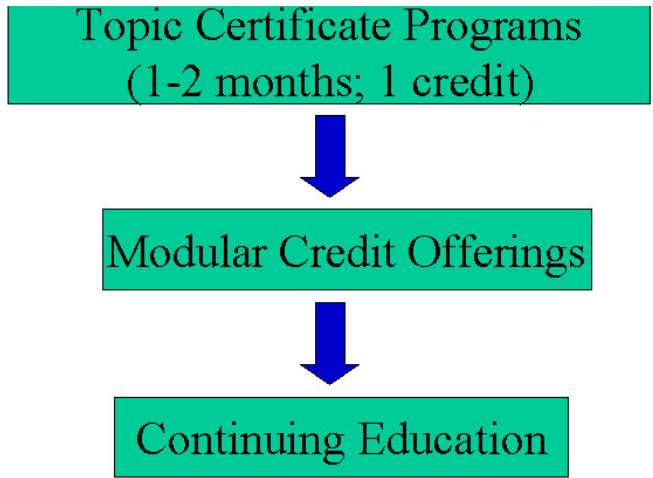 Topic Certificate Programs
(1-2 months; 1 credit)
Modular Credit Offerings
Continuing Education